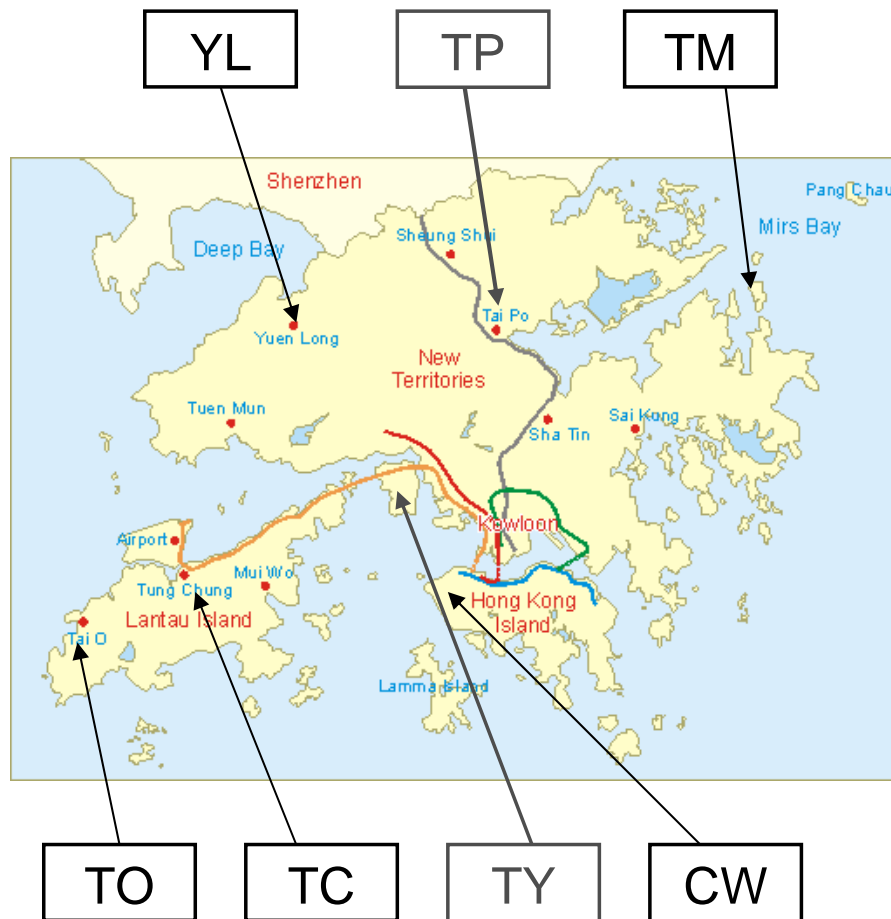 YL
TP
TM
Shenzhen
Pang Chau
Mirs Bay
Deep Bay
Sheung Shui
Tai Po
Yuen Long
New
Territories
Tuen Mun
Sai Kung
Sha Tin
Kowloon
Airport
Tung Chung
Mui Wo
Lantau Island
Hong Kong
Island
Tai O
Lamma Island
TO
TC
TY
CW